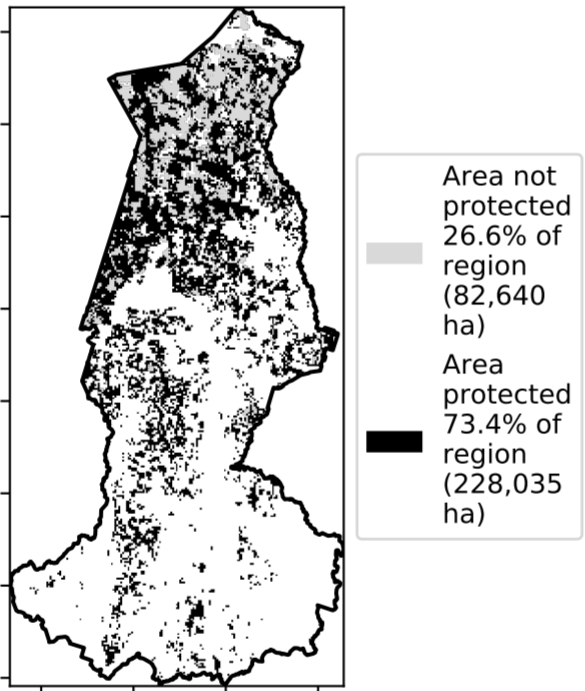 Area not
protected
26.6% of
region
(82,640
ha)
Area
protected
73.4% of
region
(228,035
ha)